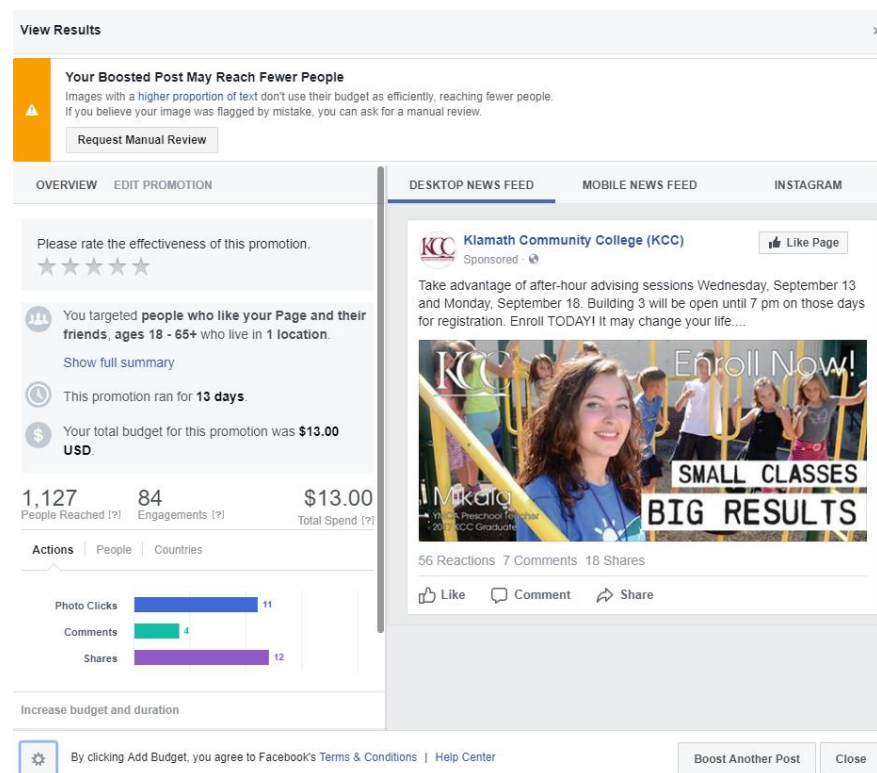 View Results
Your Boosted Post May Reach Fewer People
Images with a higher proportion of text don't use their budget as efficiently, reaching fewer people.
If you believe your image was flagged by mistake, you can ask for a manual review.
Request Manual Review
OVERVIEW EDIT PROMOTION
Please rate the effectiveness of this promotion.
You targeted people who like your Page and their
friends, ages 18 - 65+ who live in 1 location.
Show full summary
This promotion ran for 13 days.
Your total budget for this promotion was $13.00
USD.
1,127 84 $13.00
People Reached [?] Engagements [?] Total Spend [?]
Actions People Countries
Photo Clicks 11
Comments 4
Shares 12
Increase budget and duration
DESKTOP NEWS FEED MOBILE NEWS FEED INSTAGRAM
KCC
Klamath Community College (KCC)
Sponsored ·
Like Page
Take advantage of after-hour advising sessions Wednesday, September 13
and Monday, September 18. Building 3 will be open until 7 pm on those days
for registration. Enroll TODAY! It may change your life....
KCC Enroll Now!
SMALL CLASSES
BIG RESULTS
Mikala
YMCA Preschool Teacher
KCC Graduate
56 Reactions 7 Comments 18 Shares
Like Comment Share
By clicking Add Budget, you agree to Facebook's Terms & Conditions | Help Center
Boost Another Post Close